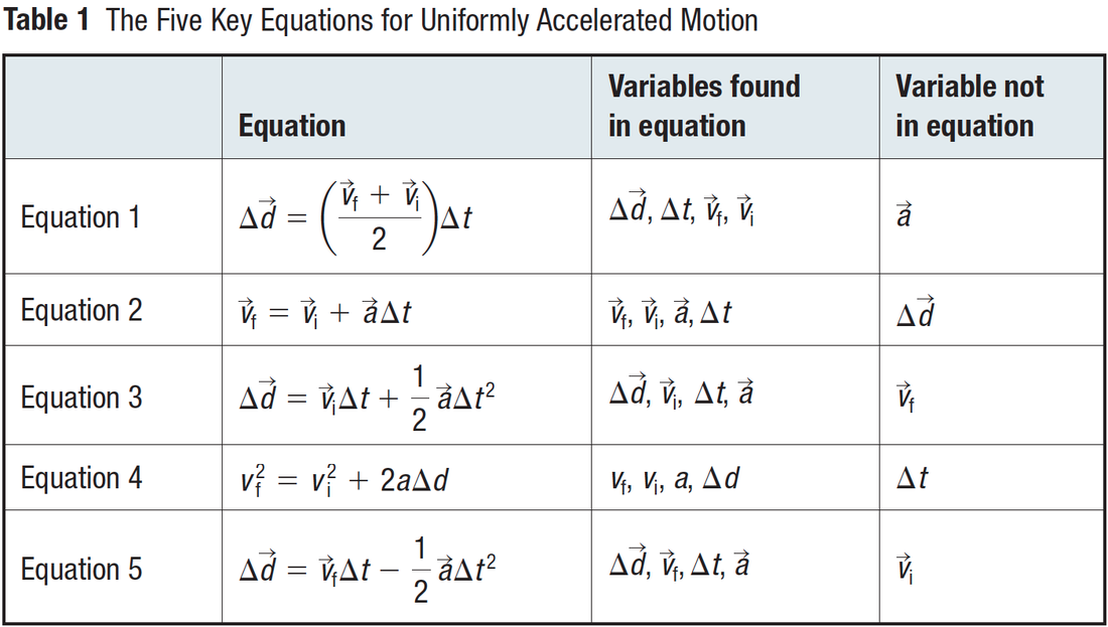 Table 1 The Five Key Equations for Uniformly Accelerated Motion
Equation
Variables found
in equation
Variable not
in equation
Equation 1
Δd⃗ = ((v⃗f + v⃗i)/2)Δt
Δd⃗, Δt, v⃗f, v⃗i
a⃗
Equation 2
v⃗f = v⃗i + a⃗Δt
v⃗f, v⃗i, a⃗, Δt
Δd⃗
Equation 3
Δd⃗ = v⃗iΔt + 1/2 a⃗Δt²
Δd⃗, v⃗i, Δt, a⃗
v⃗f
Equation 4
vf² = vi² + 2aΔd
vf, vi, a, Δd
Δt
Equation 5
Δd⃗ = v⃗fΔt − 1/2 a⃗Δt²
Δd⃗, v⃗f, Δt, a⃗
v⃗i